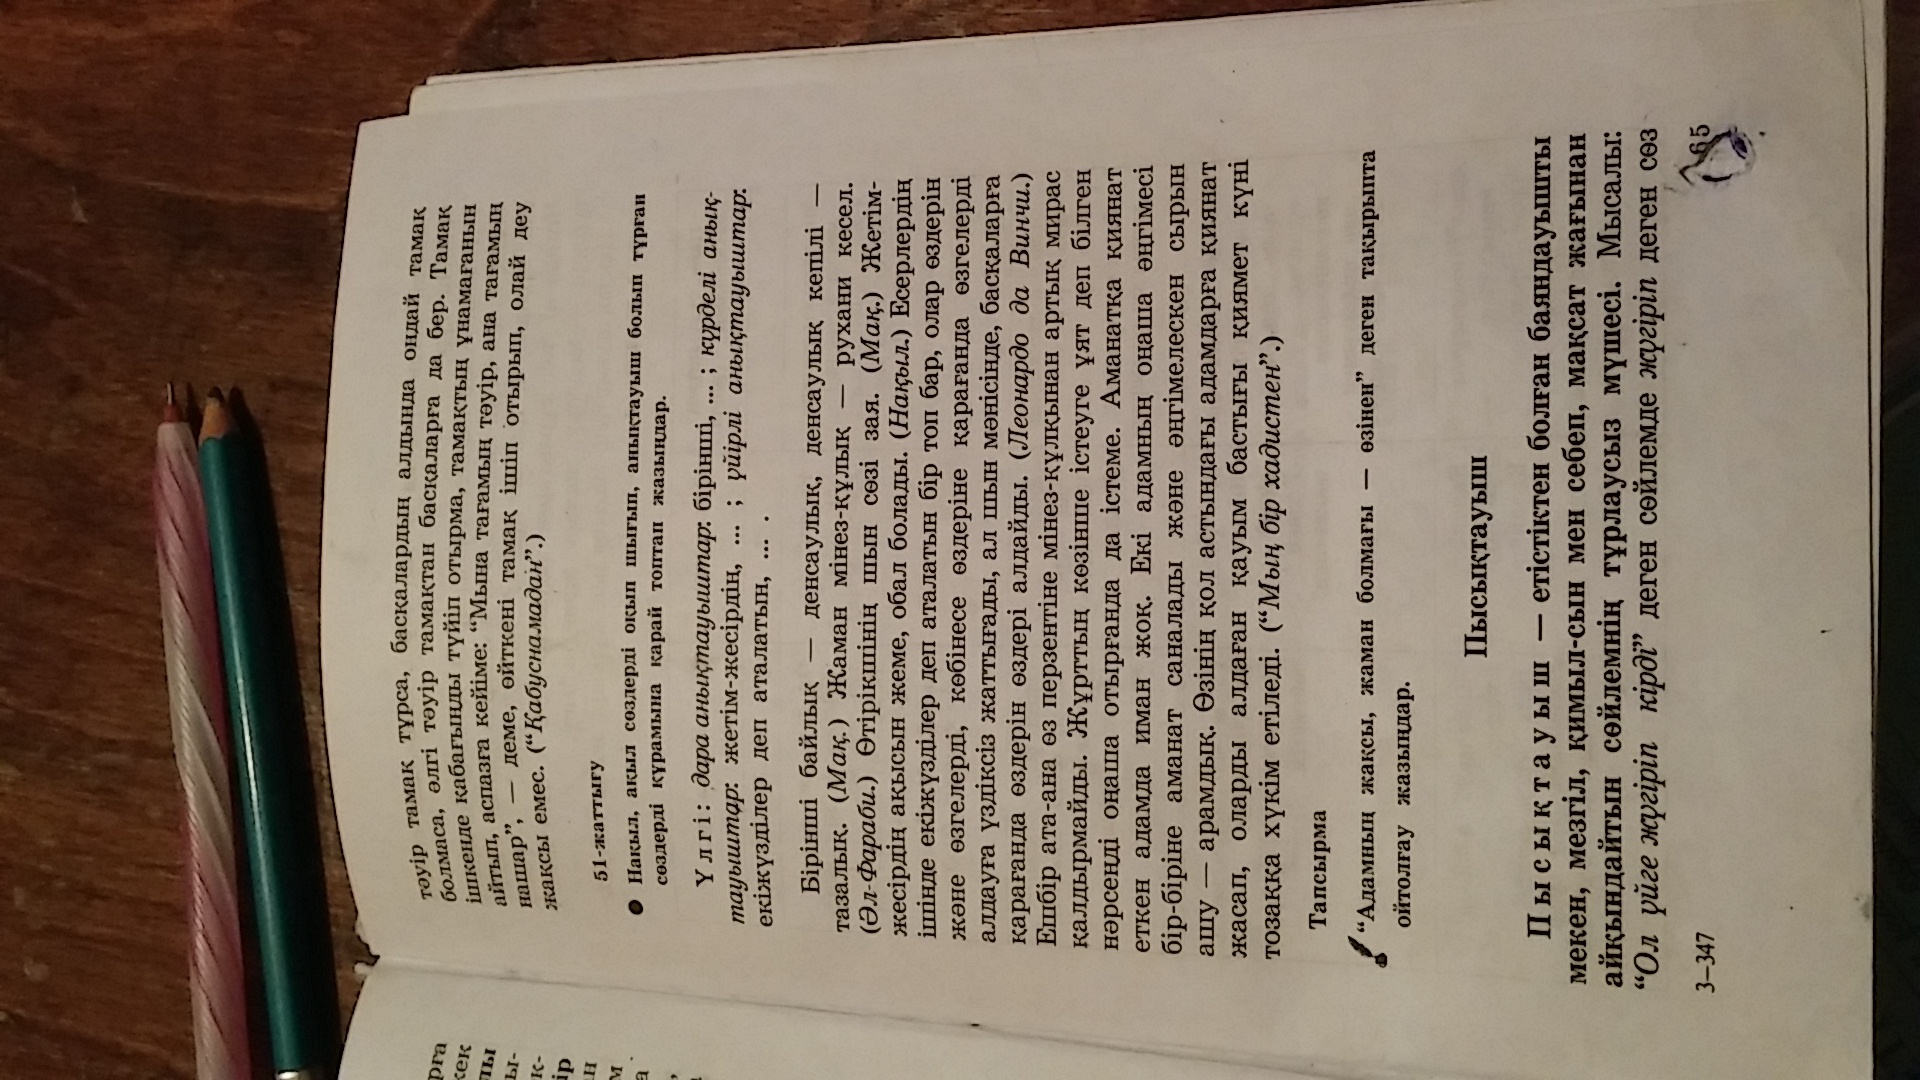 тәуір тамақ тұрса, басқалардың алдында ондай тамақ
болмаса, әлгі тәуір тамақтан басқаларға да бер. Тамақ
ішкенде қабағыңды түйіп отырма, тамақтың ұнамағанын
айтып, аспазға кейіме: “Мына тағамың тәуір, ана тағамың
нашар”, — деме, өйткені тамақ ішіп отырып, олай деу
жақсы емес. (“Қабуснамадан”.)
51-жаттығу
● Нақыл, ақыл сөздерді оқып шығып, анықтауыш болып тұрған
сөздерді құрамына қарай топтап жазыңдар.
Үлгі: дара анықтауыштар: бірінші, ... ; күрделі анық-
тауыштар: жетім-жесірдің, ... ; үйірлі анықтауыштар:
екіжүзділер деп аталатын, ... .
Бірінші байлық — денсаулық, денсаулық кепілі —
тазалық. (Мақ.) Жаман мінез-құлық — рухани кесел.
(Әл-Фараби.) Өтірікшінің шын сөзі зая. (Мақ.) Жетім-
жесірдің ақысын жеме, обал болады. (Нақыл.) Есерлердің
ішінде екіжүзділер деп аталатын бір топ бар, олар өздерін
және өзгелерді, көбінесе өздеріне қарағанда өзгелерді
алдауға үздіксіз жаттығады, ал шын мәнісінде, басқаларға
қарағанда өздерін өздері алдайды. (Леонардо да Винчи.)
Ешбір ата-ана өз перзентіне мінез-құлқынан артық мирас
қалдырмайды. Жұрттың көзінше істеуге ұят деп білген
нәрсеңді оңаша отырғанда да істеме. Аманатқа қиянат
еткен адамда иман жоқ. Екі адамның оңаша әңгімесі
бір-біріне аманат саналады және әңгімелескен сырын
ашу — арамдық. Өзінің қол астындағы адамдарға қиянат
жасап, оларды алдаған қауым бастығы қиямет күні
тозаққа хүкім етіледі. (“Мың бір хадистен”.)
Тапсырма
“Адамның жақсы, жаман болмағы — өзінен” деген тақырыпта
ойтолғау жазыңдар.
Пысықтауыш
Пысықтауыш — етістіктен болған баяндауышты
мекен, мезгіл, қимыл-сын мен себеп, мақсат жағынан
айқындайтын сөйлемнің тұрлаусыз мүшесі. Мысалы:
“Ол үйге жүгіріп кірді” деген сөйлемде жүгіріп деген сөз
3–347
65